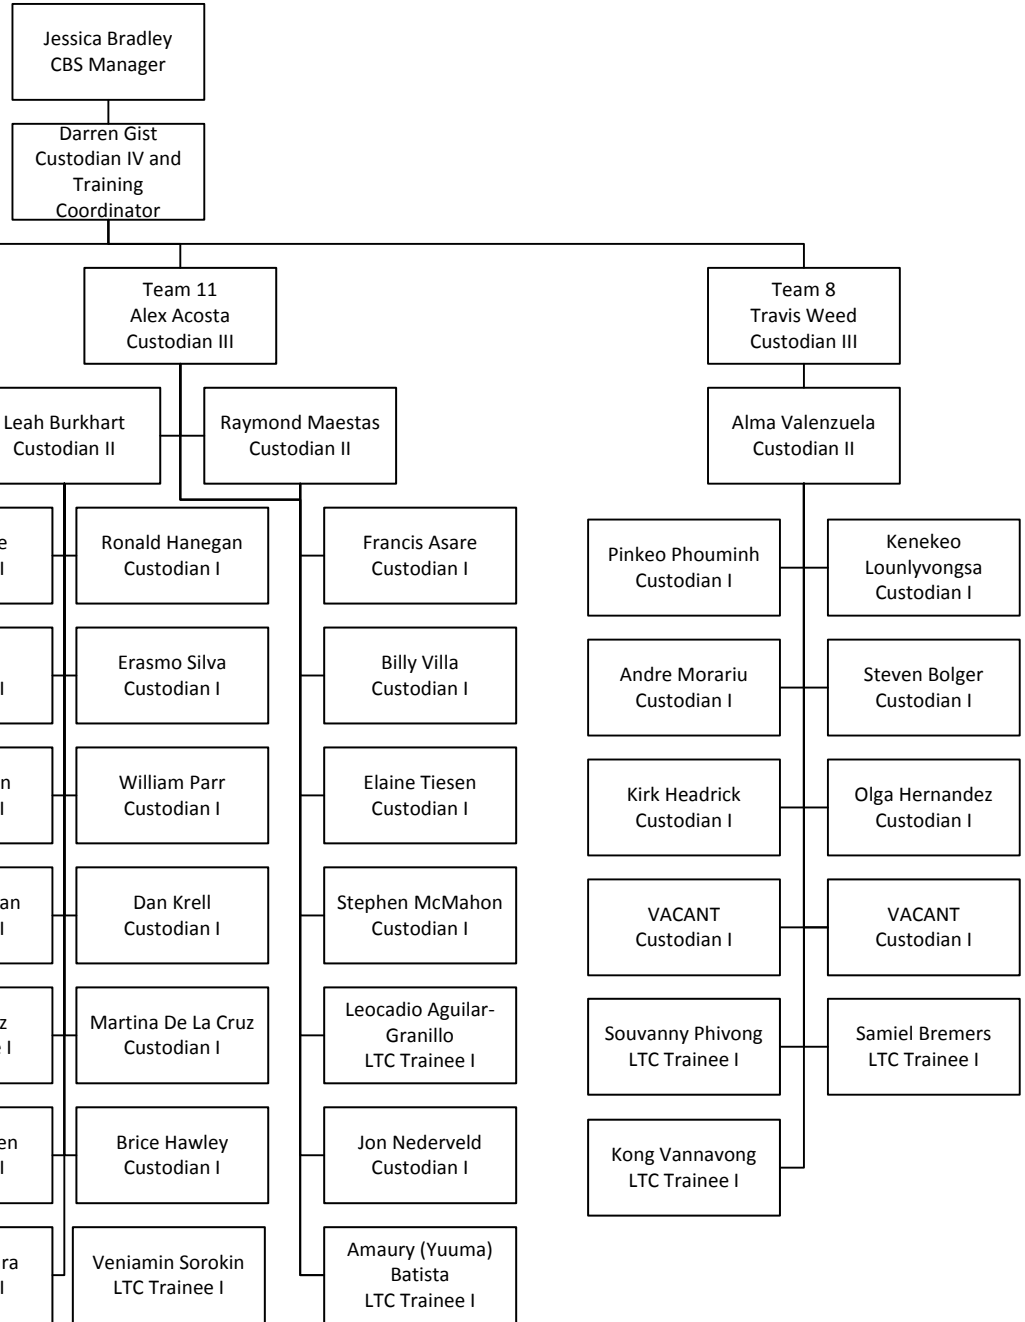 Jessica Bradley
CBS Manager
Darren Gist
Custodian IV and
Training
Coordinator
Team 11
Alex Acosta
Custodian III
Team 8
Travis Weed
Custodian III
Leah Burkhart
Custodian II
Raymond Maestas
Custodian II
Alma Valenzuela
Custodian II
Ronald Hanegan
Custodian I
Francis Asare
Custodian I
Pinkeo Phouminh
Custodian I
Kenekeo
Lounlyvongsa
Custodian I
Erasmo Silva
Custodian I
Billy Villa
Custodian I
Andre Morariu
Custodian I
Steven Bolger
Custodian I
William Parr
Custodian I
Elaine Tiesen
Custodian I
Kirk Headrick
Custodian I
Olga Hernandez
Custodian I
Dan Krell
Custodian I
Stephen McMahon
Custodian I
VACANT
Custodian I
VACANT
Custodian I
Martina De La Cruz
Custodian I
Leocadio Aguilar-
Granillo
LTC Trainee I
Souvanny Phivong
LTC Trainee I
Samiel Bremers
LTC Trainee I
Brice Hawley
Custodian I
Jon Nederveld
Custodian I
Kong Vannavong
LTC Trainee I
Veniamin Sorokin
LTC Trainee I
Amaury (Yuuma)
Batista
LTC Trainee I